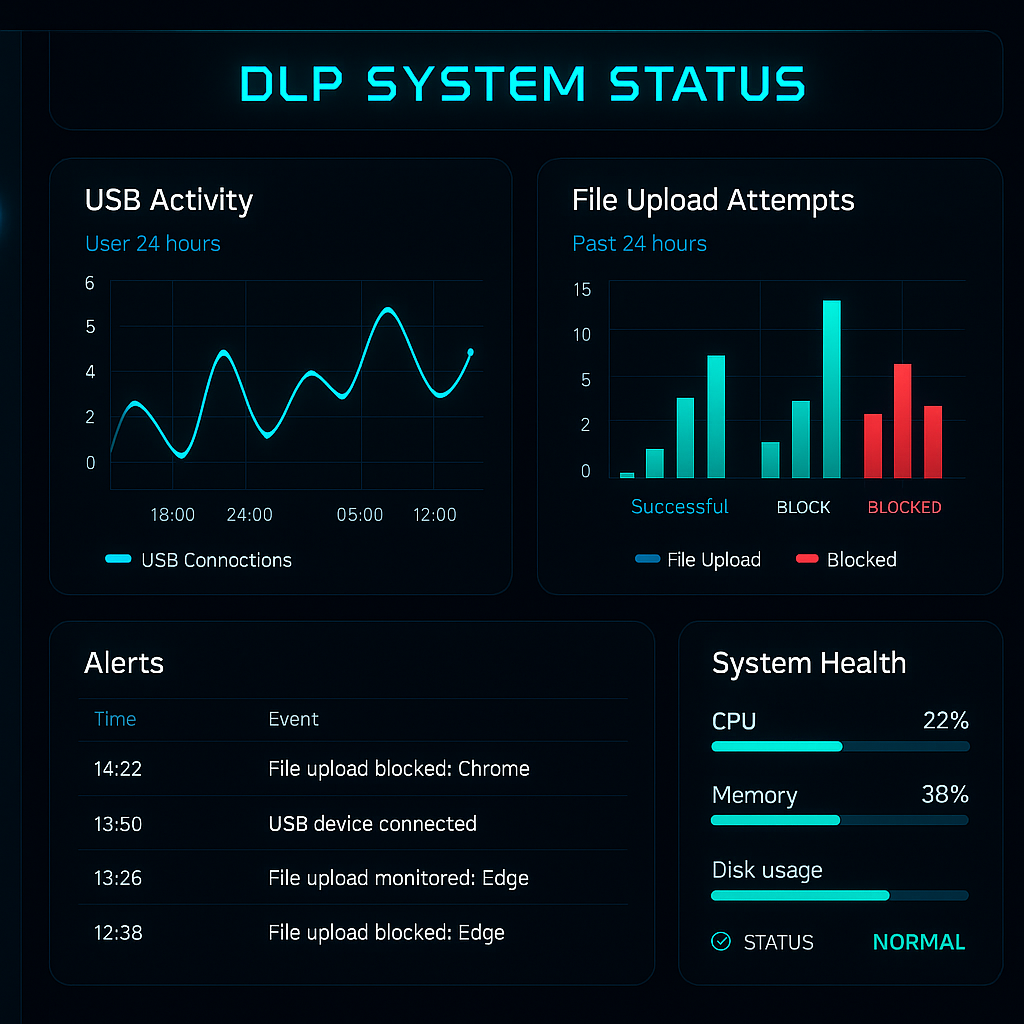 DLP SYSTEM STATUS
USB Activity
User 24 hours
6
5
4
2
0
18:00 24:00 05:00 12:00
USB Connoctions
File Upload Attempts
Past 24 hours
15
10
5
2
0
Successful BLOCK BLOCKED
File Upload Blocked
Alerts
Time Event
14:22 File upload blocked: Chrome
13:50 USB device connected
13:26 File upload monitored: Edge
12:38 File upload blocked: Edge
System Health
CPU 22%
Memory 38%
Disk usage
STATUS NORMAL